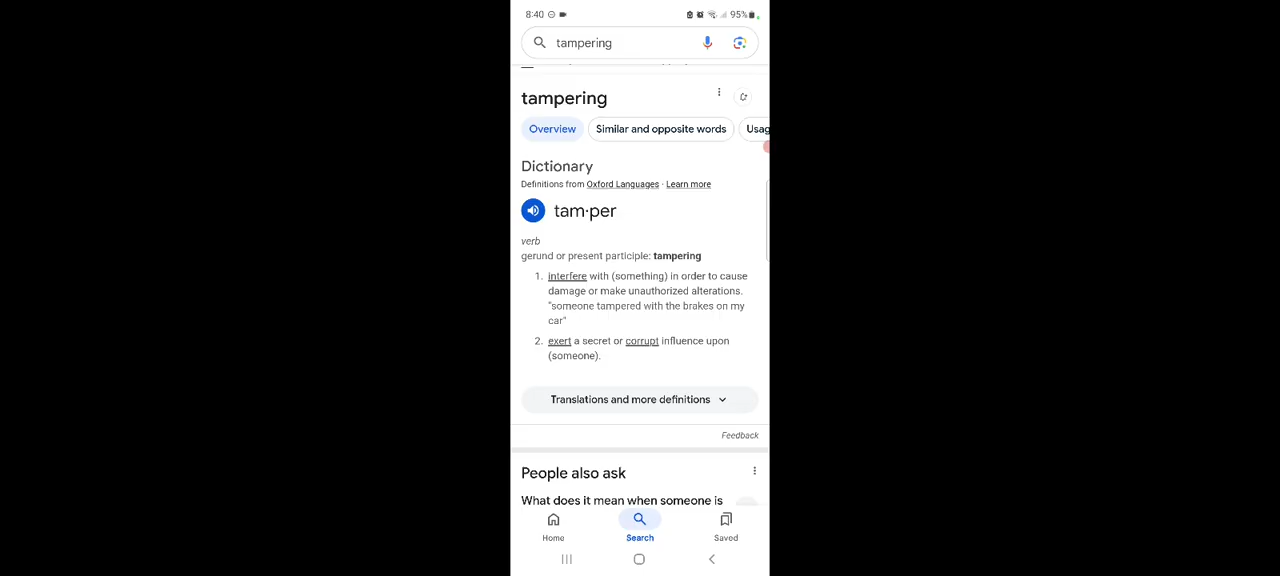 8:40 95%
tampering
tampering
Overview Similar and opposite words Usag
Dictionary
Definitions from Oxford Languages · Learn more
tam·per
verb
gerund or present participle: tampering
1. interfere with (something) in order to cause
damage or make unauthorized alterations.
"someone tampered with the brakes on my
car"
2. exert a secret or corrupt influence upon
(someone).
Translations and more definitions
Feedback
People also ask
What does it mean when someone is
Home Search Saved